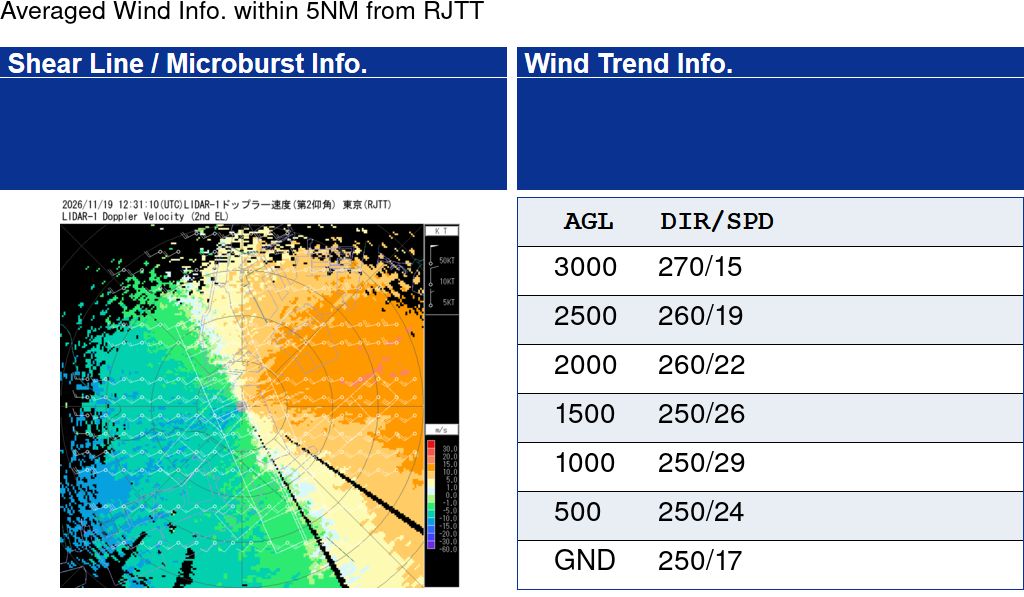 Averaged Wind Info. within 5NM from RJTT
Shear Line / Microburst Info.
Wind Trend Info.
2026/11/19 12:31:10(UTC)LIDAR-1ドップラー速度(第2仰角) 東京(RJTT)
LIDAR-1 Doppler Velocity (2nd EL)
K T
50KT
10KT
5KT
m/s
30.0
20.0
15.0
10.0
5.0
1.0
0.0
-1.0
-5.0
-10.0
-15.0
-20.0
-30.0
-60.0
AGL DIR/SPD
3000 270/15
2500 260/19
2000 260/22
1500 250/26
1000 250/29
500 250/24
GND 250/17